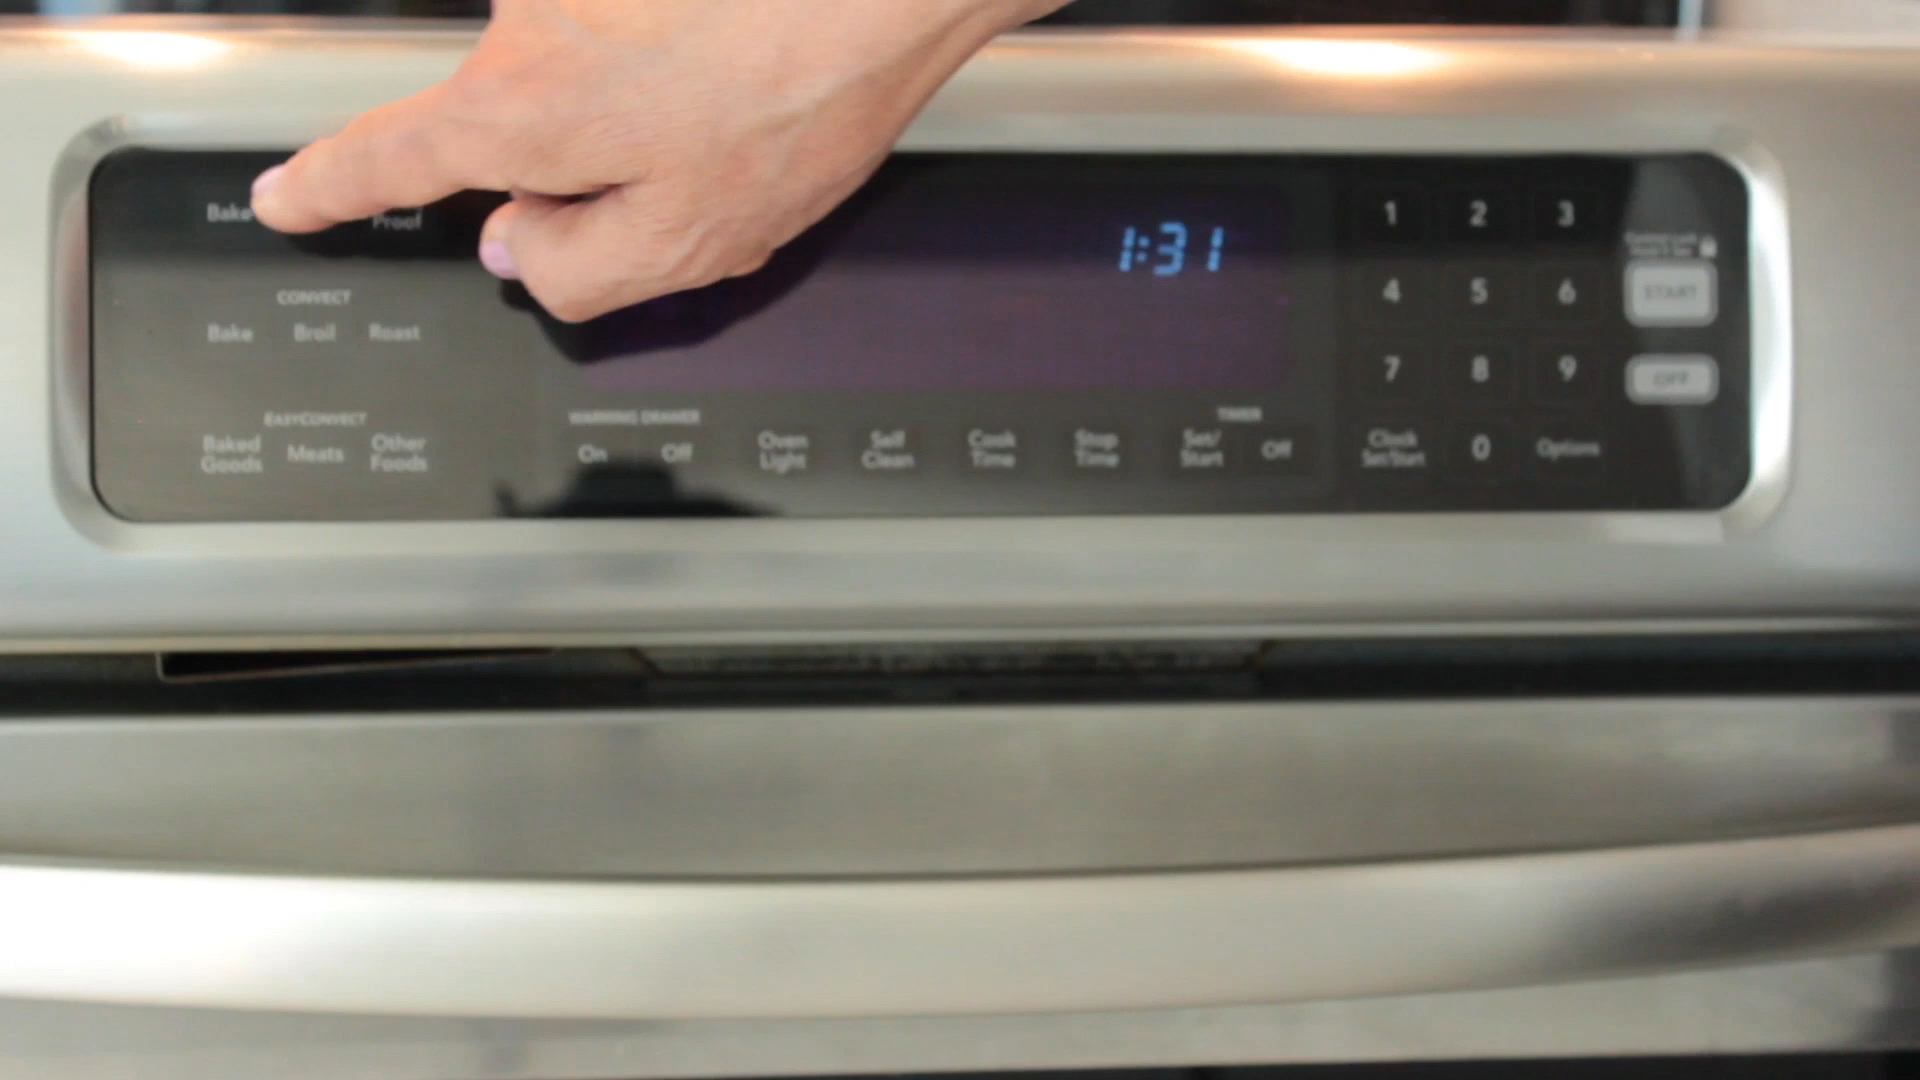 Bake
Proof
1:31
CONVECT
Bake Broil Roast
EASYCONVECT
Baked Goods
Meats
Other Foods
WARMING DRAWER
On Off
Oven Light
Self Clean
Cook Time
Stop Time
TIMER
Set/ Start
Off
1 2 3
4 5 6
7 8 9
Clock Set/Start
0
Options
START
OFF